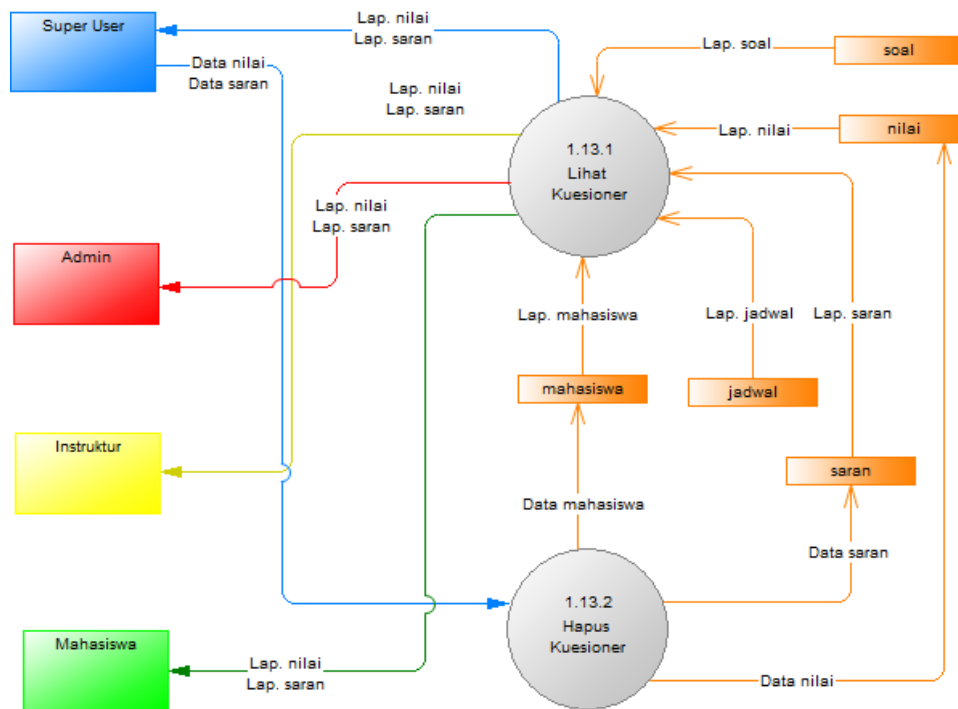 Super User
Lap. nilai
Lap. saran
Lap. soal
soal
Data nilai
Data saran
Lap. nilai
Lap. saran
Lap. nilai
nilai
1.13.1
Lihat
Kuesioner
Lap. nilai
Lap. saran
Admin
Lap. mahasiswa
Lap. jadwal
Lap. saran
mahasiswa
jadwal
Instruktur
saran
Data mahasiswa
Data saran
1.13.2
Hapus
Kuesioner
Mahasiswa
Lap. nilai
Lap. saran
Data nilai